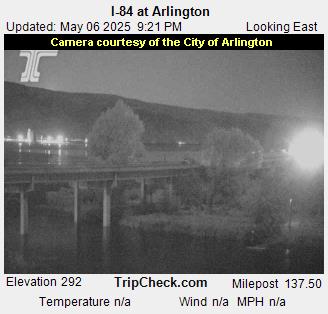 I-84 at Arlington
Updated: May 06 2025 9:21 PM Looking East
Camera courtesy of the City of Arlington
Elevation 292 TripCheck.com Milepost 137.50
Temperature n/a Wind n/a MPH n/a